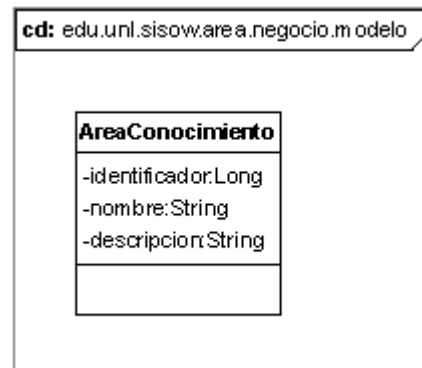 cd: edu.unl.sisow.area.negocio.modelo
AreaConocimiento
-identificador:Long
-nombre:String
-descripcion:String